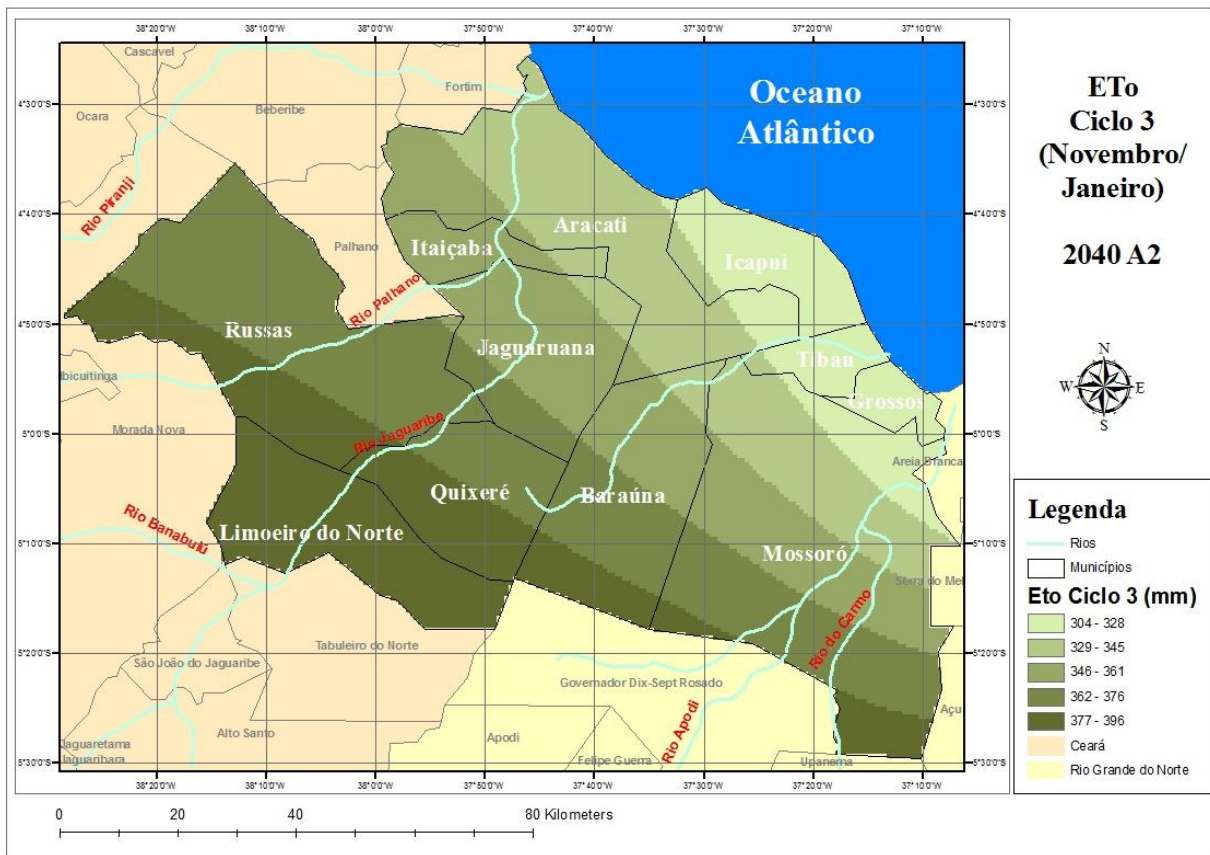 38°20'0"W
38°10'0"W
38°0'0"W
37°50'0"W
37°40'0"W
37°30'0"W
37°20'0"W
37°10'0"W
Cascavel
Fortim
Beberibe
Ocara
4°30'0"S
4°30'0"S
Oceano
Atlântico
Rio Piranji
4°40'0"S
4°40'0"S
Palhano
Itaiçaba
Aracati
Icapui
Rio Palhano
4°50'0"S
4°50'0"S
Russas
Jaguaruana
Tibau
Ibicuitinga
Grossos
Morada Nova
Rio Jaguaribe
5°0'0"S
5°0'0"S
Areia Branca
Quixeré
Baraúna
Rio Banabuiú
Limoeiro do Norte
Mossoró
5°10'0"S
5°10'0"S
Serra do Mel
Rio do Carmo
Tabuleiro do Norte
5°20'0"S
5°20'0"S
São João do Jaguaribe
Governador Dix-Sept Rosado
Açu
Alto Santo
Apodi
Rio Apodi
Jaguaretama
Jaguaribara
Felipe Guerra
Upanema
5°30'0"S
5°30'0"S
38°20'0"W
38°10'0"W
38°0'0"W
37°50'0"W
37°40'0"W
37°30'0"W
37°20'0"W
37°10'0"W
0 20 40 80 Kilometers
ETo
Ciclo 3
(Novembro/
Janeiro)
2040 A2
N
W E
S
Legenda
Rios
Municípios
Eto Ciclo 3 (mm)
304 - 328
329 - 345
346 - 361
362 - 376
377 - 396
Ceará
Rio Grande do Norte